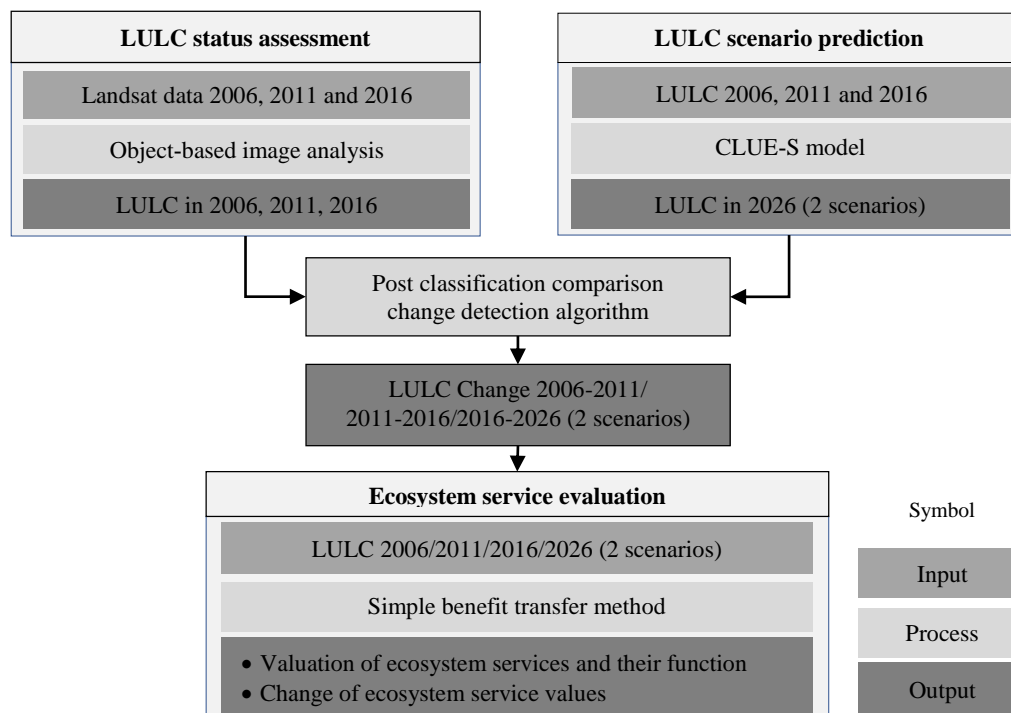 LULC status assessment
Landsat data 2006, 2011 and 2016
Object-based image analysis
LULC in 2006, 2011, 2016
LULC scenario prediction
LULC 2006, 2011 and 2016
CLUE-S model
LULC in 2026 (2 scenarios)
Post classification comparison
change detection algorithm
LULC Change 2006-2011/
2011-2016/2016-2026 (2 scenarios)
Ecosystem service evaluation
LULC 2006/2011/2016/2026 (2 scenarios)
Simple benefit transfer method
• Valuation of ecosystem services and their function
• Change of ecosystem service values
Symbol
Input
Process
Output